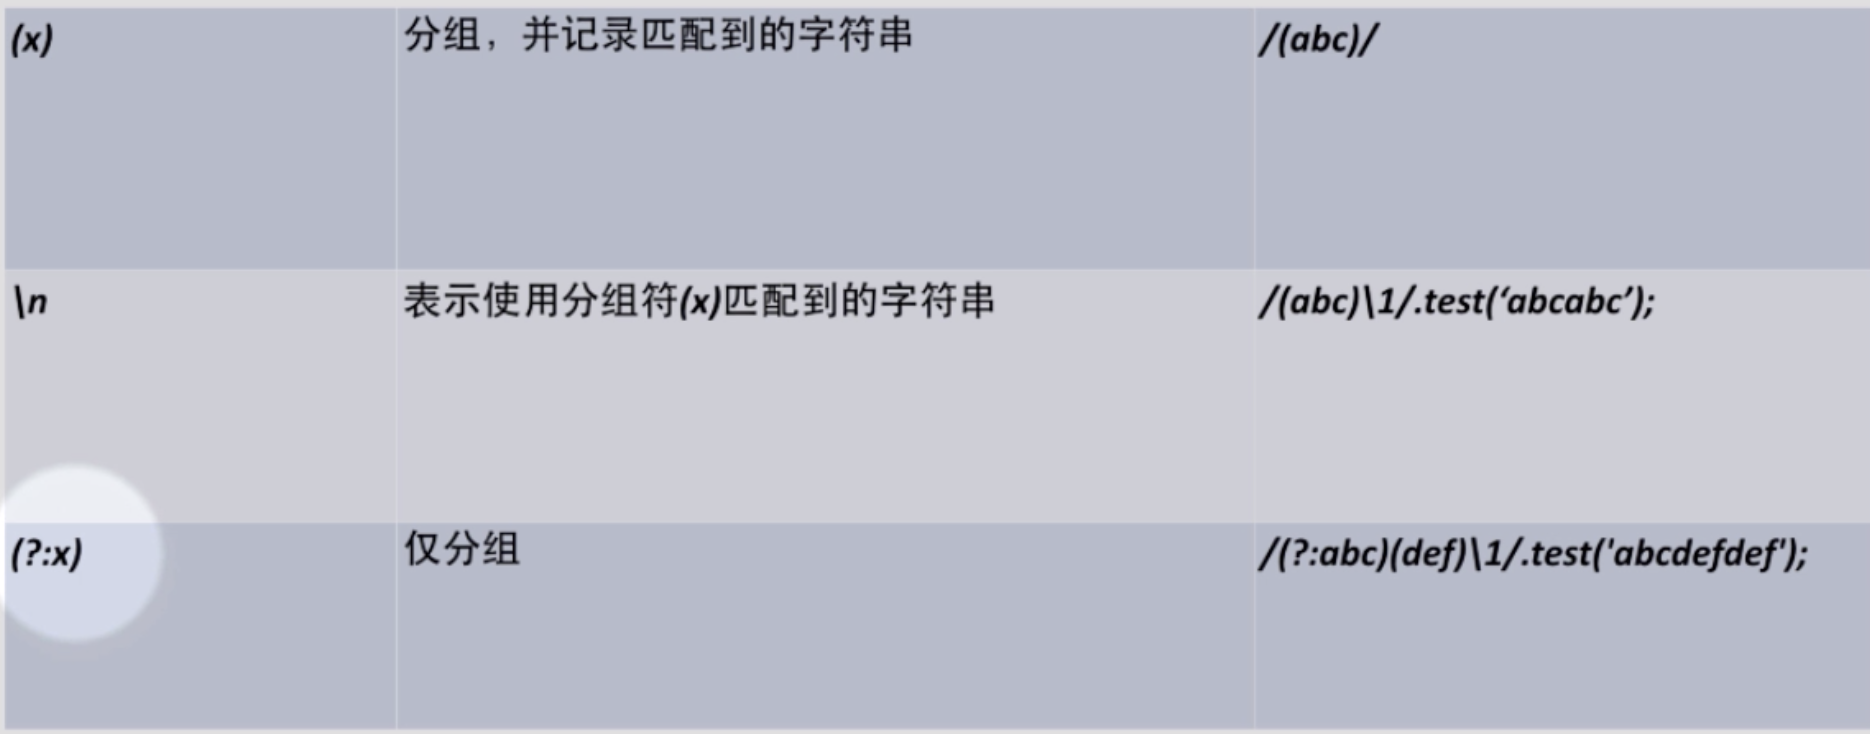 (x) 分组，并记录匹配到的字符串 /(abc)/
\n 表示使用分组符(x)匹配到的字符串 /(abc)\1/.test(‘abcabc’);
(?:x) 仅分组 /(?:abc)(def)\1/.test('abcdefdef');